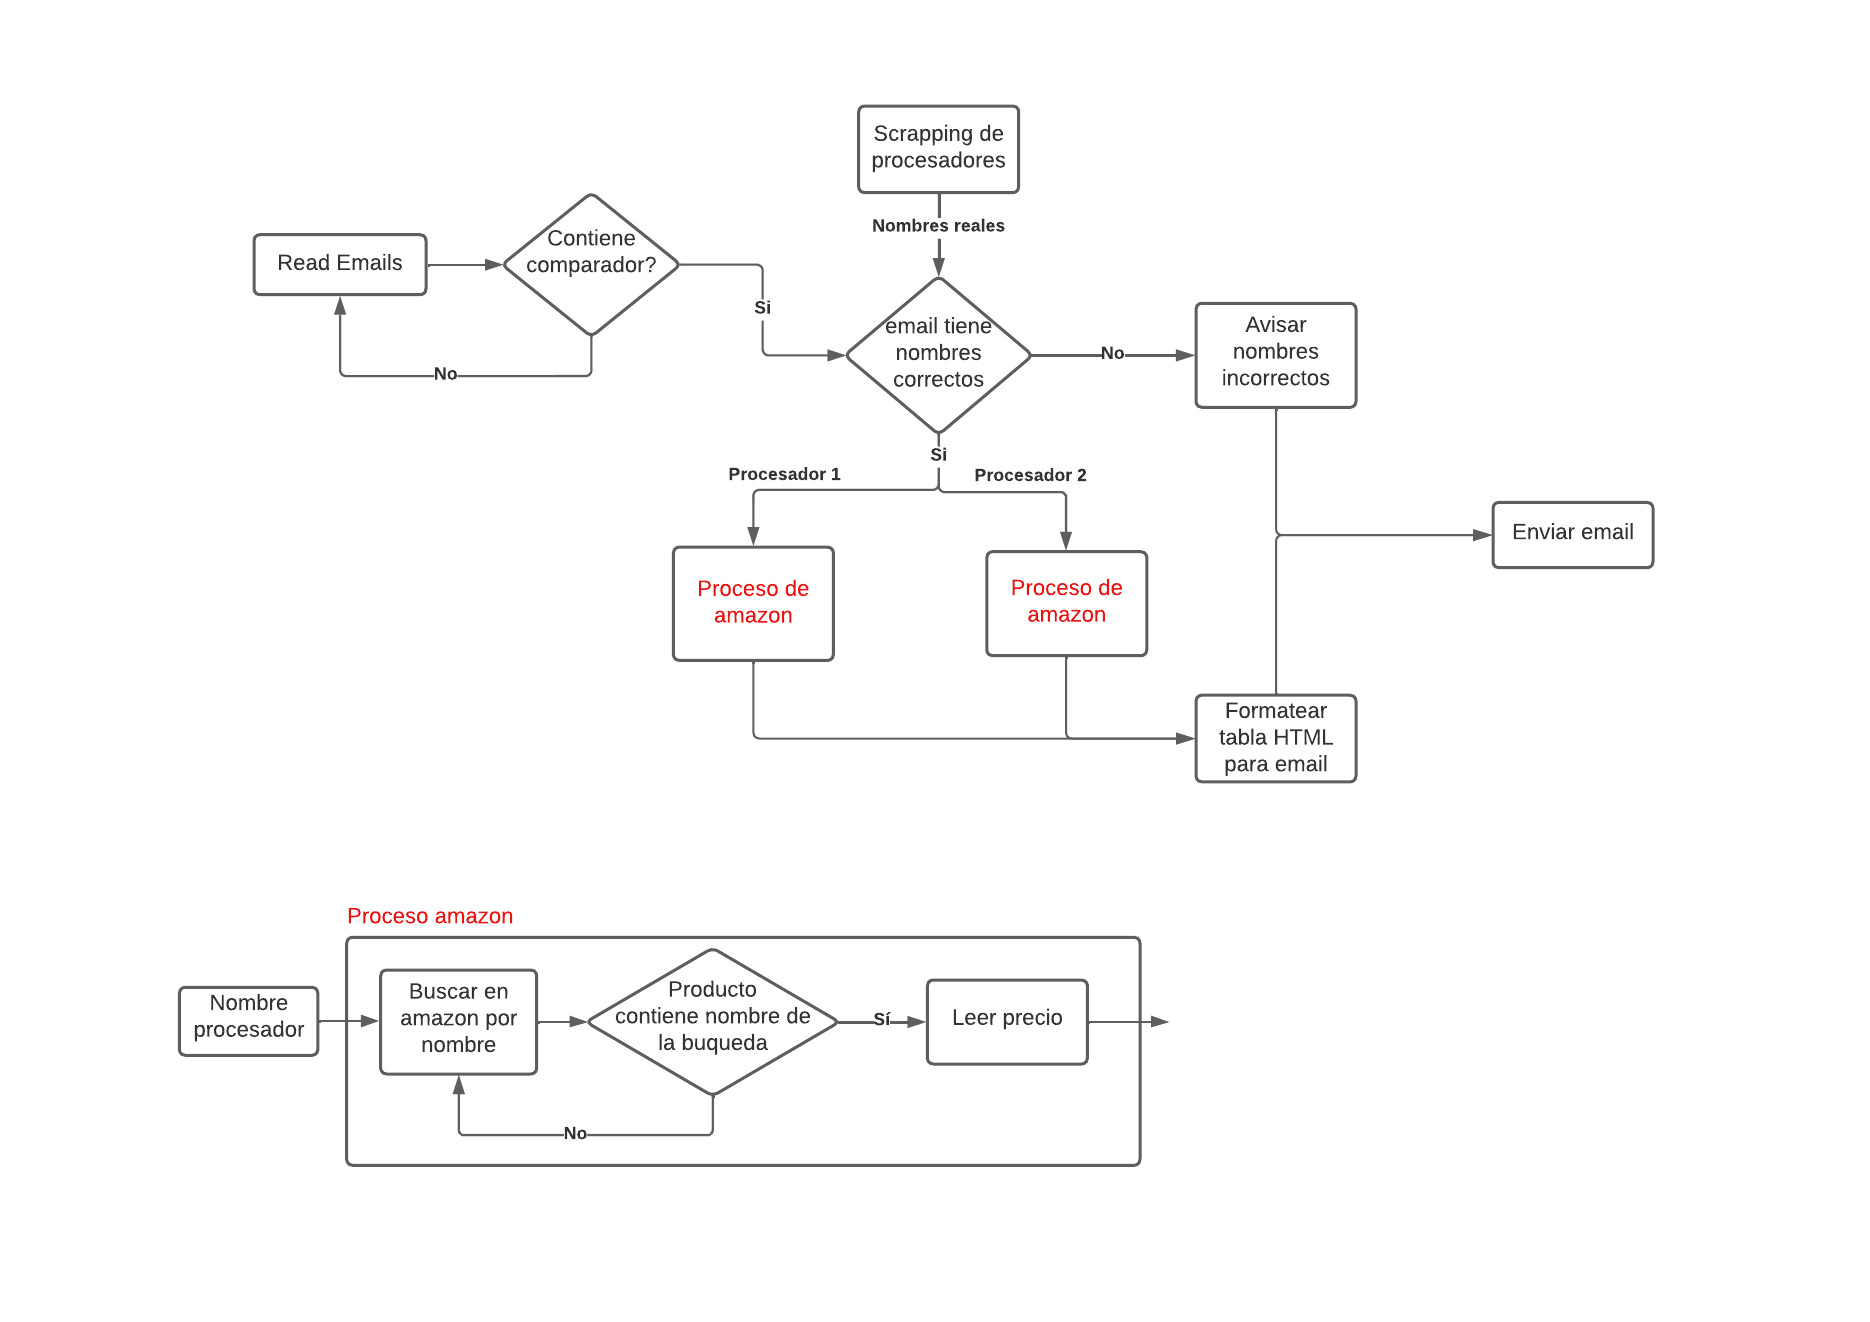 Scrapping de
procesadores
Nombres reales
Read Emails
Contiene
comparador?
Si
No
email tiene
nombres
correctos
No
Avisar
nombres
incorrectos
Si
Procesador 1
Procesador 2
Proceso de
amazon
Proceso de
amazon
Enviar email
Formatear
tabla HTML
para email
Proceso amazon
Nombre
procesador
Buscar en
amazon por
nombre
Producto
contiene nombre de
la buqueda
Sí
Leer precio
No